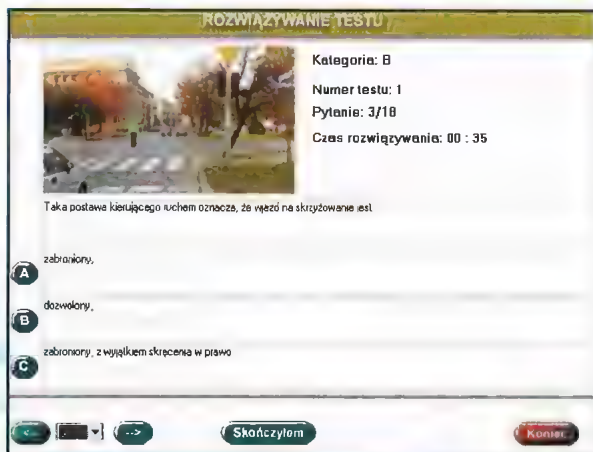 ROZWIĄZYWANIE TESTU
Kategoria: B
Numer testu: 1
Pytanie: 3/18
Czas rozwiązywania: 00 : 35
Taka postawa kierującego ruchem oznacza, że wjazd na skrzyżowanie jest
zabroniony,
A
dozwolony,
B
zabroniony, z wyjątkiem skręcenia w prawo
C
<-
-->
Skończyłem
Koniec